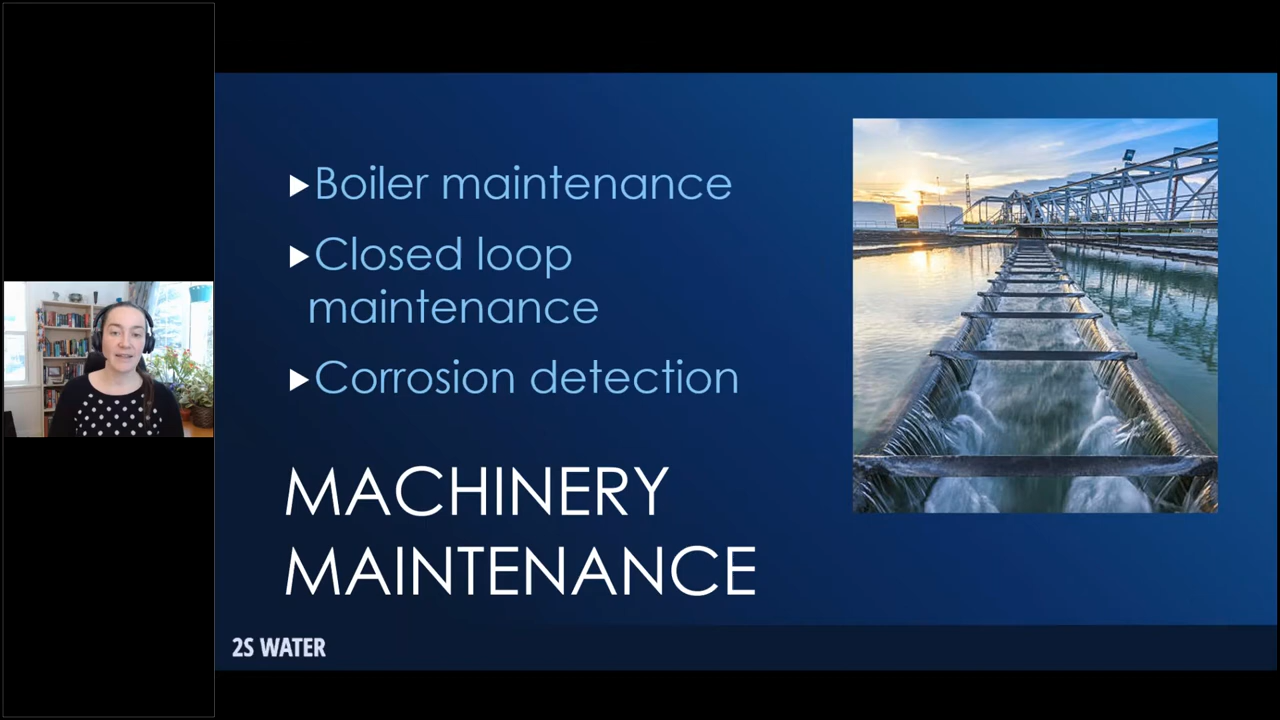 ►Boiler maintenance
►Closed loop
maintenance
►Corrosion detection
MACHINERY
MAINTENANCE
2S WATER